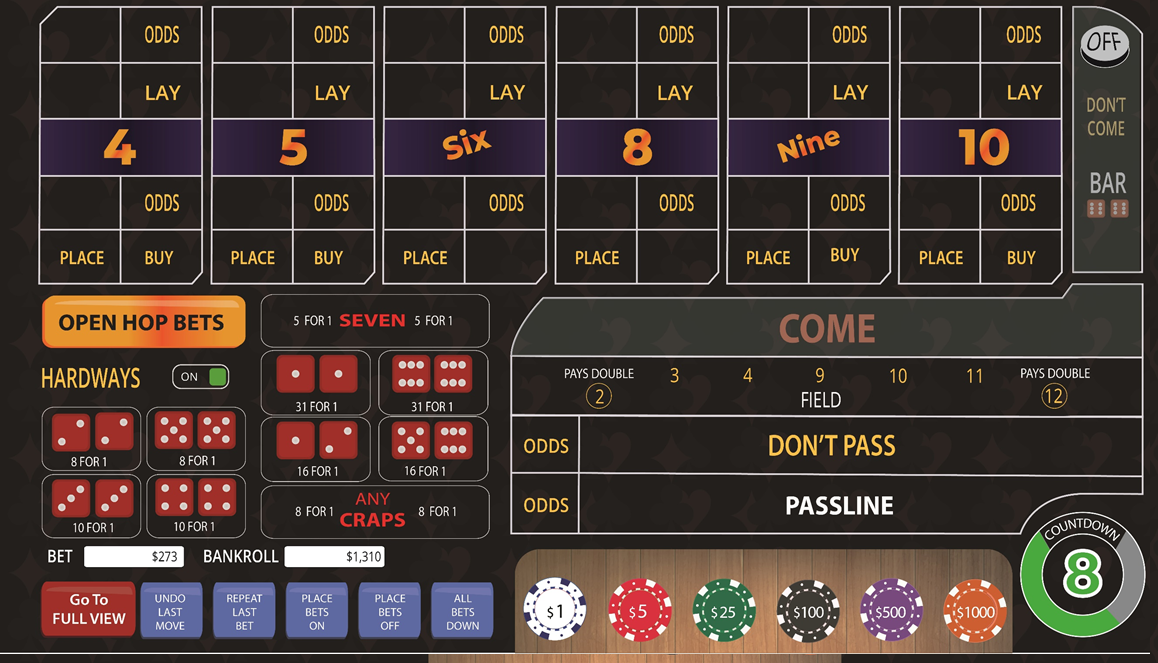 ODDS ODDS ODDS ODDS ODDS ODDS
OFF
LAY LAY LAY LAY LAY LAY
DON'T
COME
4 5 Six 8 Nine 10
BAR
ODDS ODDS ODDS ODDS ODDS ODDS
PLACE BUY PLACE BUY PLACE PLACE PLACE BUY PLACE BUY
OPEN HOP BETS
HARDWAYS ON
8 FOR 1 8 FOR 1
10 FOR 1 10 FOR 1
5 FOR 1 SEVEN 5 FOR 1
31 FOR 1 31 FOR 1
16 FOR 1 16 FOR 1
ANY
8 FOR 1 CRAPS 8 FOR 1
COME
PAYS DOUBLE 3 4 9 10 11 PAYS DOUBLE
2 FIELD 12
ODDS DON'T PASS
ODDS PASSLINE
BET $273 BANKROLL $1,310
Go To
FULL VIEW
UNDO
LAST
MOVE
REPEAT
LAST
BET
PLACE
BETS
ON
PLACE
BETS
OFF
ALL
BETS
DOWN
$1 $5 $25 $100 $500 $1000
COUNTDOWN
8